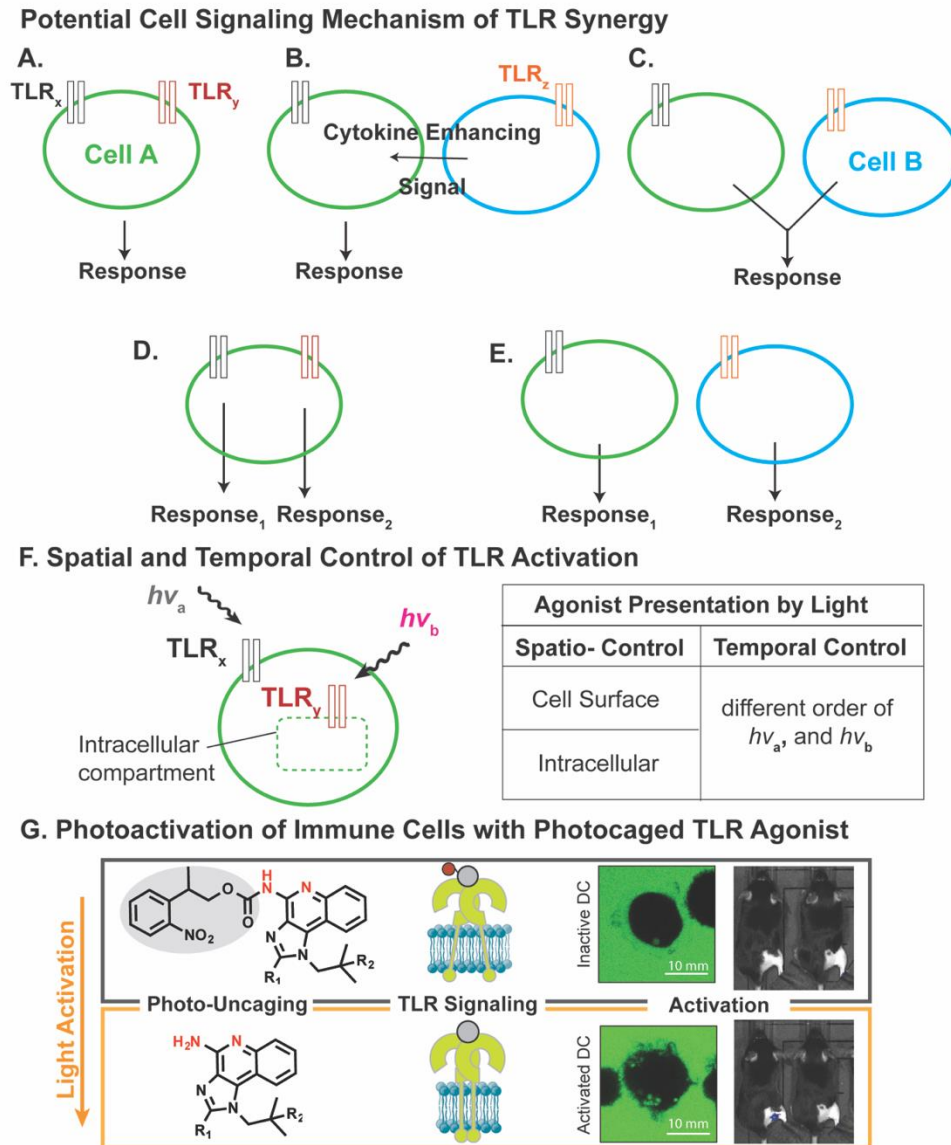 Potential Cell Signaling Mechanism of TLR Synergy
A.
TLRx
TLRy
Cell A
Response
B.
TLRz
Cytokine Enhancing
Signal
Response
C.
Cell B
Response
D.
Response1
Response2
E.
Response1
Response2
F. Spatial and Temporal Control of TLR Activation
hva
hvb
TLRx
TLRy
Intracellular
compartment
Agonist Presentation by Light
Spatio- Control
Temporal Control
Cell Surface
Intracellular
different order of
hva, and hvb
G. Photoactivation of Immune Cells with Photocaged TLR Agonist
Light Activation
NO2
O
O
H
N
N
N
N
R1
R2
Inactive DC
10 mm
Photo-Uncaging
TLR Signaling
Activation
H2N
N
N
N
R1
R2
Activated DC
10 mm